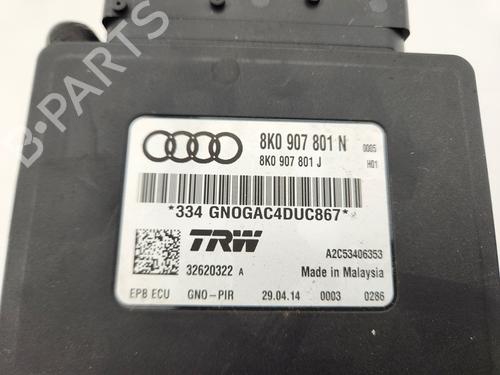 8K0 907 801 N 0005
8K0 907 801 J H01
*334 GNOGAC4DUC867*
TRW
A2C53406353
32620322 A Made in Malaysia
EPB ECU GNO-PIR 29.04.14 0003 0286
B-PARTS